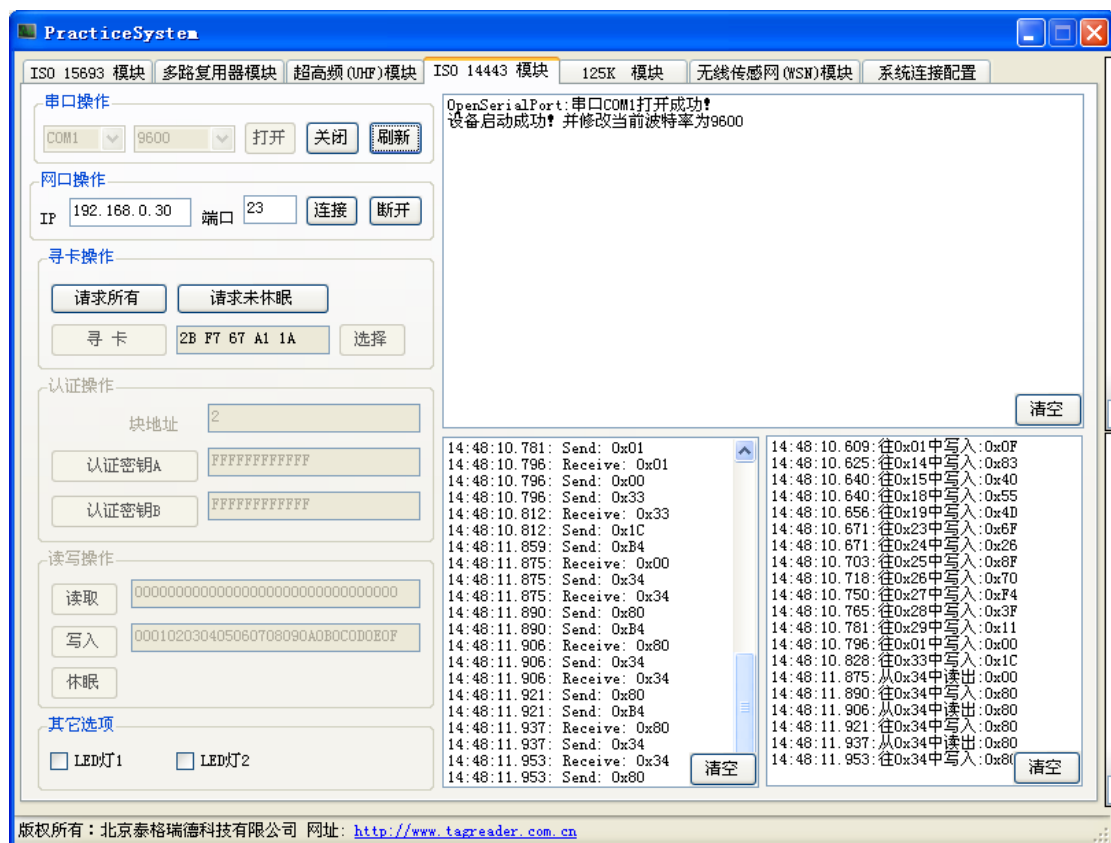 PracticeSystem
ISO 15693 模块 多路复用器模块 超高频(UHF)模块 ISO 14443 模块 125K 模块 无线传感网(WSN)模块 系统连接配置
串口操作
COM1 9600 打开 关闭 刷新
网口操作
IP 192.168.0.30 端口 23 连接 断开
寻卡操作
请求所有 请求未休眠
寻 卡 2B F7 67 A1 1A 选择
认证操作
块地址 2
认证密钥A FFFFFFFFFFFF
认证密钥B FFFFFFFFFFFF
读写操作
读取 00000000000000000000000000000000
写入 000102030405060708090A0B0C0D0E0F
休眠
其它选项
LED灯1 LED灯2
OpenSerialPort:串口COM1打开成功!
设备启动成功! 并修改当前波特率为9600
清空
14:48:10.781: Send: 0x01
14:48:10.796: Receive: 0x01
14:48:10.796: Send: 0x00
14:48:10.796: Send: 0x33
14:48:10.812: Receive: 0x33
14:48:10.812: Send: 0x1C
14:48:11.859: Send: 0xB4
14:48:11.875: Receive: 0x00
14:48:11.875: Send: 0x34
14:48:11.875: Receive: 0x34
14:48:11.890: Send: 0x80
14:48:11.890: Send: 0xB4
14:48:11.906: Receive: 0x80
14:48:11.906: Send: 0x34
14:48:11.906: Receive: 0x34
14:48:11.921: Send: 0x80
14:48:11.921: Send: 0xB4
14:48:11.937: Receive: 0x80
14:48:11.937: Send: 0x34
14:48:11.953: Receive: 0x34
14:48:11.953: Send: 0x80
清空
14:48:10.609:往0x01中写入:0x0F
14:48:10.625:往0x14中写入:0x83
14:48:10.640:往0x15中写入:0x40
14:48:10.640:往0x18中写入:0x55
14:48:10.656:往0x19中写入:0x4D
14:48:10.671:往0x23中写入:0x6F
14:48:10.671:往0x24中写入:0x26
14:48:10.703:往0x25中写入:0x8F
14:48:10.718:往0x26中写入:0x70
14:48:10.750:往0x27中写入:0xF4
14:48:10.765:往0x28中写入:0x3F
14:48:10.781:往0x29中写入:0x11
14:48:10.796:往0x01中写入:0x00
14:48:10.828:往0x33中写入:0x1C
14:48:11.875:从0x34中读出:0x00
14:48:11.890:往0x34中写入:0x80
14:48:11.906:从0x34中读出:0x80
14:48:11.921:往0x34中写入:0x80
14:48:11.937:从0x34中读出:0x80
14:48:11.953:往0x34中写入:0x80
清空
版权所有:北京泰格瑞德科技有限公司 网址: http://www.tagreader.com.cn